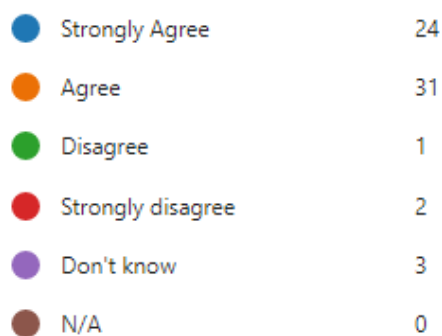 Strongly Agree 24
Agree 31
Disagree 1
Strongly disagree 2
Don't know 3
N/A 0